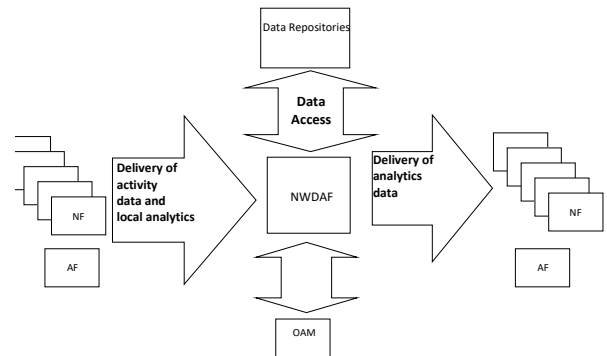 Data Repositories
Data
Access
Delivery of
activity
data and
local analytics
NWDAF
Delivery of
analytics
data
NF
AF
NF
AF
OAM